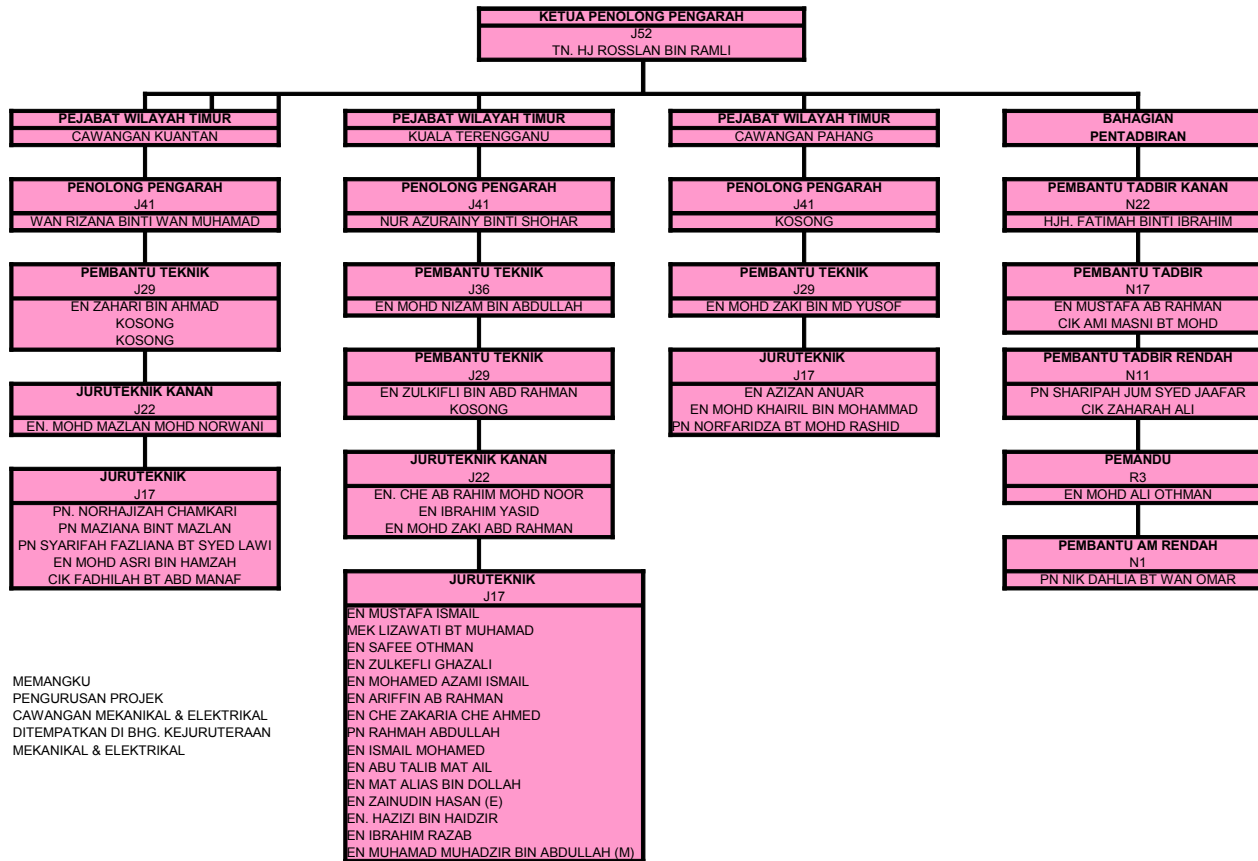 KETUA PENOLONG PENGARAH
J52
TN. HJ ROSSLAN BIN RAMLI
PEJABAT WILAYAH TIMUR
CAWANGAN KUANTAN
PENOLONG PENGARAH
J41
WAN RIZANA BINTI WAN MUHAMAD
PEMBANTU TEKNIK
J29
EN ZAHARI BIN AHMAD
KOSONG
KOSONG
JURUTEKNIK KANAN
J22
EN. MOHD MAZLAN MOHD NORWANI
JURUTEKNIK
J17
PN. NORHAJIZAH CHAMKARI
PN MAZIANA BINT MAZLAN
PN SYARIFAH FAZLIANA BT SYED LAWI
EN MOHD ASRI BIN HAMZAH
CIK FADHILAH BT ABD MANAF
PEJABAT WILAYAH TIMUR
KUALA TERENGGANU
PENOLONG PENGARAH
J41
NUR AZURAINY BINTI SHOHAR
PEMBANTU TEKNIK
J36
EN MOHD NIZAM BIN ABDULLAH
PEMBANTU TEKNIK
J29
EN ZULKIFLI BIN ABD RAHMAN
KOSONG
JURUTEKNIK KANAN
J22
EN. CHE AB RAHIM MOHD NOOR
EN IBRAHIM YASID
EN MOHD ZAKI ABD RAHMAN
JURUTEKNIK
J17
EN MUSTAFA ISMAIL
MEK LIZAWATI BT MUHAMAD
EN SAFEE OTHMAN
EN ZULKEFLI GHAZALI
EN MOHAMED AZAMI ISMAIL
EN ARIFFIN AB RAHMAN
EN CHE ZAKARIA CHE AHMED
PN RAHMAH ABDULLAH
EN ISMAIL MOHAMED
EN ABU TALIB MAT AIL
EN MAT ALIAS BIN DOLLAH
EN ZAINUDIN HASAN (E)
EN. HAZIZI BIN HAIDZIR
EN IBRAHIM RAZAB
EN MUHAMAD MUHADZIR BIN ABDULLAH (M)
PEJABAT WILAYAH TIMUR
CAWANGAN PAHANG
PENOLONG PENGARAH
J41
KOSONG
PEMBANTU TEKNIK
J29
EN MOHD ZAKI BIN MD YUSOF
JURUTEKNIK
J17
EN AZIZAN ANUAR
EN MOHD KHAIRIL BIN MOHAMMAD
PN NORFARIDZA BT MOHD RASHID
BAHAGIAN
PENTADBIRAN
PEMBANTU TADBIR KANAN
N22
HJH. FATIMAH BINTI IBRAHIM
PEMBANTU TADBIR
N17
EN MUSTAFA AB RAHMAN
CIK AMI MASNI BT MOHD
PEMBANTU TADBIR RENDAH
N11
PN SHARIPAH JUM SYED JAAFAR
CIK ZAHARAH ALI
PEMANDU
R3
EN MOHD ALI OTHMAN
PEMBANTU AM RENDAH
N1
PN NIK DAHLIA BT WAN OMAR
MEMANGKU
PENGURUSAN PROJEK
CAWANGAN MEKANIKAL & ELEKTRIKAL
DITEMPATKAN DI BHG. KEJURUTERAAN
MEKANIKAL & ELEKTRIKAL